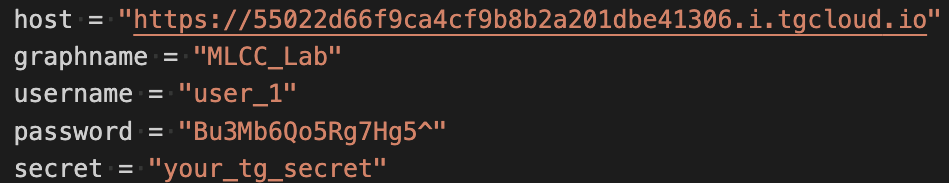 host = "https://55022d66f9ca4cf9b8b2a201dbe41306.i.tgcloud.io"
graphname = "MLCC_Lab"
username = "user_1"
password = "Bu3Mb6Qo5Rg7Hg5^"
secret = "your_tg_secret"